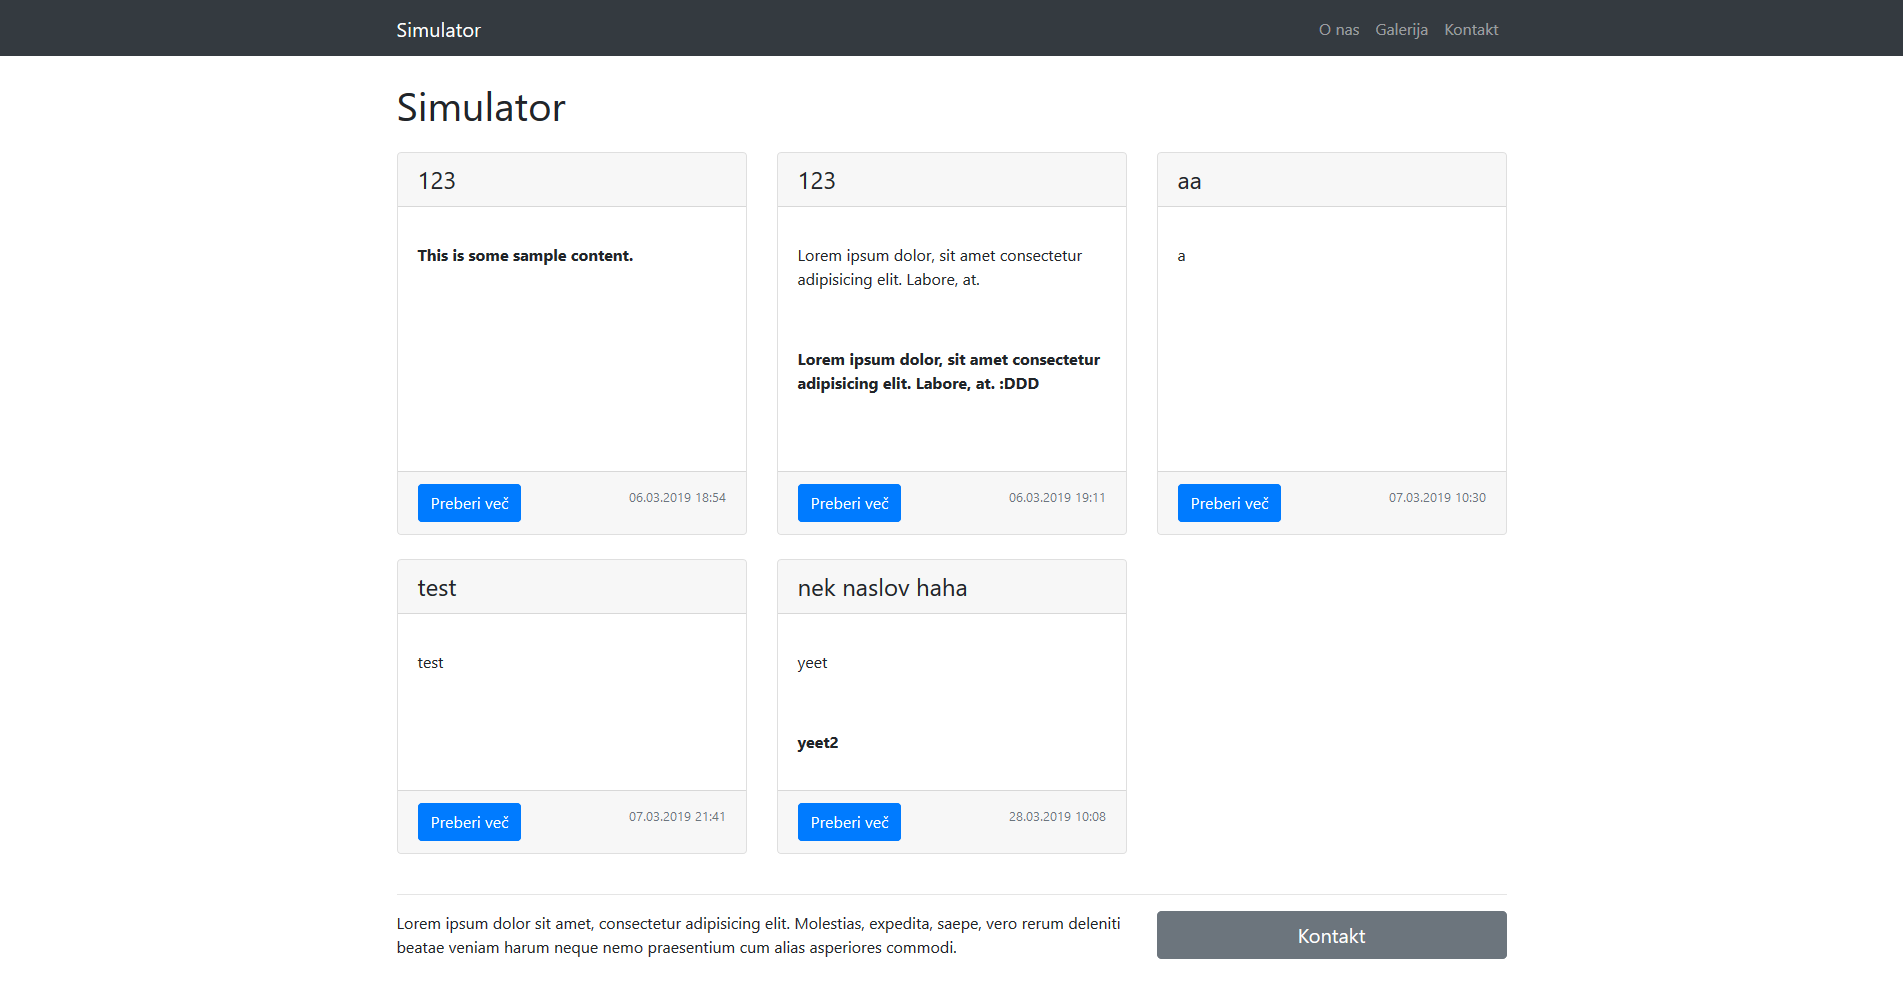 Simulator
O nas Galerija Kontakt
Simulator
123
This is some sample content.
Preberi več
06.03.2019 18:54
123
Lorem ipsum dolor, sit amet consectetur
adipisicing elit. Labore, at.
Lorem ipsum dolor, sit amet consectetur
adipisicing elit. Labore, at. :DDD
Preberi več
06.03.2019 19:11
aa
a
Preberi več
07.03.2019 10:30
test
test
Preberi več
07.03.2019 21:41
nek naslov haha
yeet
yeet2
Preberi več
28.03.2019 10:08
Lorem ipsum dolor sit amet, consectetur adipisicing elit. Molestias, expedita, saepe, vero rerum deleniti
beatae veniam harum neque nemo praesentium cum alias asperiores commodi.
Kontakt